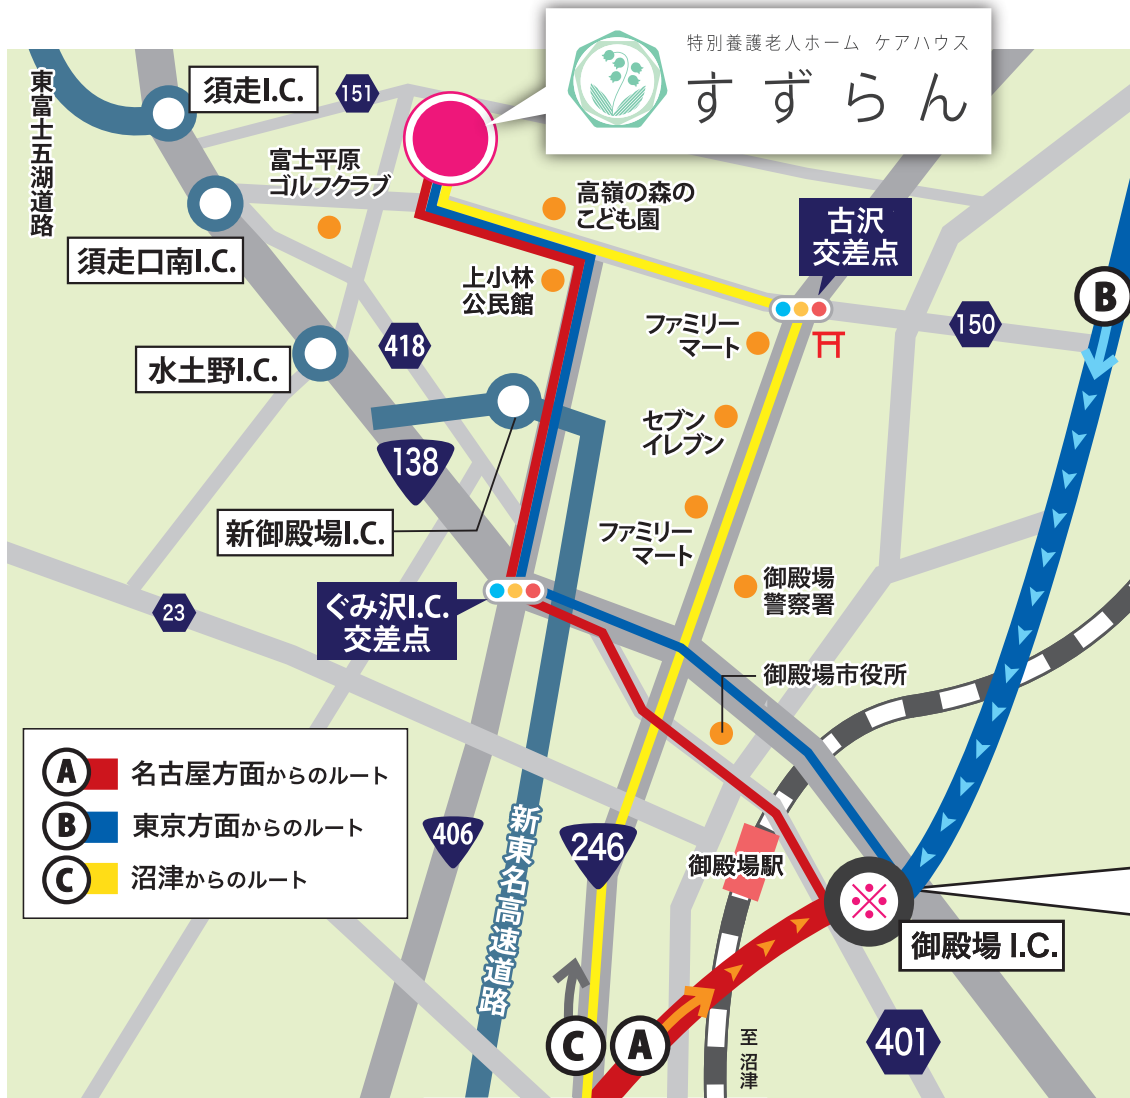 特別養護老人ホーム ケアハウス
すずらん
須走I.C.
151
東富士五湖道路
富士平原
ゴルフクラブ
高嶺の森の
こども園
古沢
交差点
須走口南I.C.
上小林
公民館
B
ファミリー
マート
150
418
水土野I.C.
セブン
イレブン
138
新御殿場I.C.
ファミリー
マート
御殿場
警察署
23
ぐみ沢I.C.
交差点
御殿場市役所
A 名古屋方面からのルート
B 東京方面からのルート
C 沼津からのルート
406
新東名高速道路
246
御殿場駅
※
御殿場 I.C.
C
A
至沼津
401